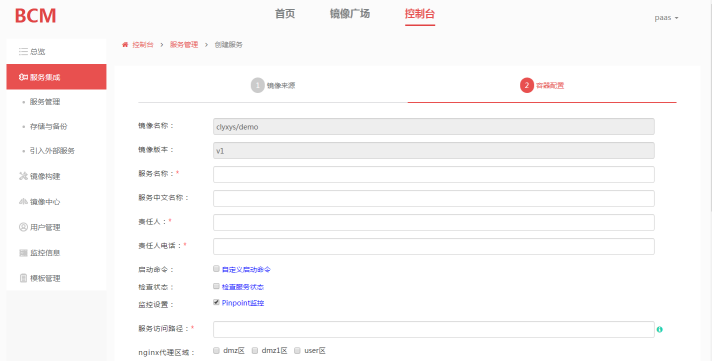 BCM
首页 镜像广场 控制台
paas
控制台 > 服务管理 > 创建服务
总览
服务集成
服务管理
存储与备份
引入外部服务
镜像构建
镜像中心
用户管理
监控信息
模板管理
1 镜像来源
2 容器配置
镜像名称： clyxys/demo
镜像版本： v1
服务名称：*
服务中文名称：
责任人：*
责任人电话：*
启动命令： 自定义启动命令
检查状态： 检查服务状态
监控设置： Pinpoint监控
服务访问路径：*
nginx代理区域： dmz区 dmz1区 user区